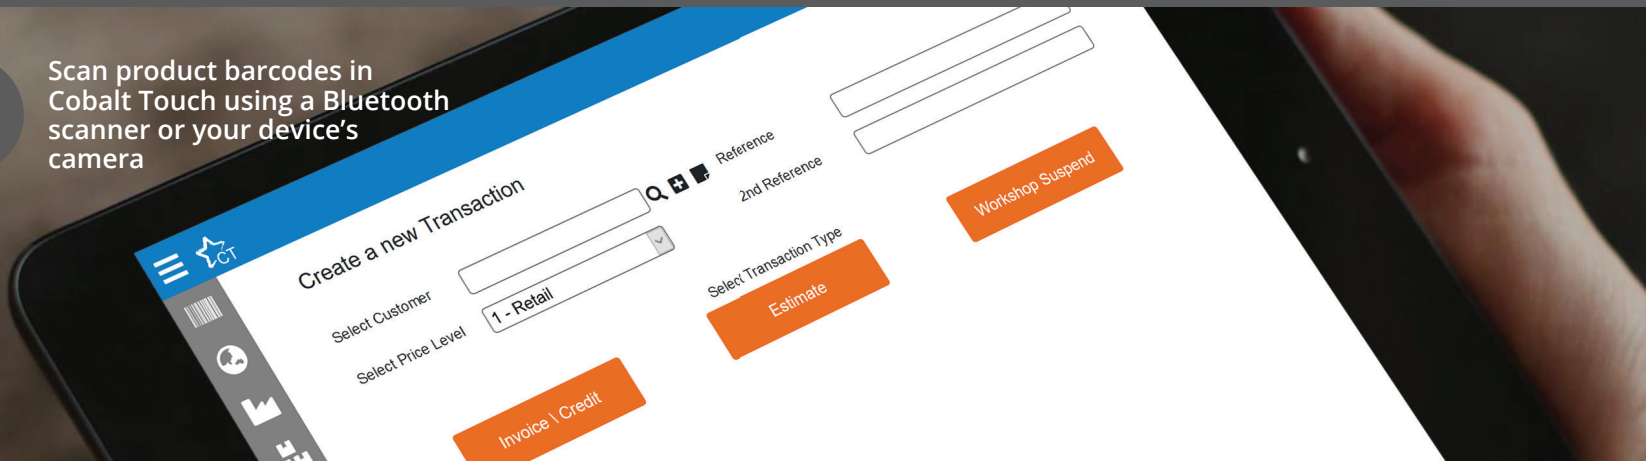 Scan product barcodes in
Cobalt Touch using a Bluetooth
scanner or your device's
camera
CT
Create a new Transaction
Select Customer
Select Price Level
1 - Retail
Reference
2nd Reference
Select Transaction Type
Invoice \ Credit
Estimate
Workshop Suspend